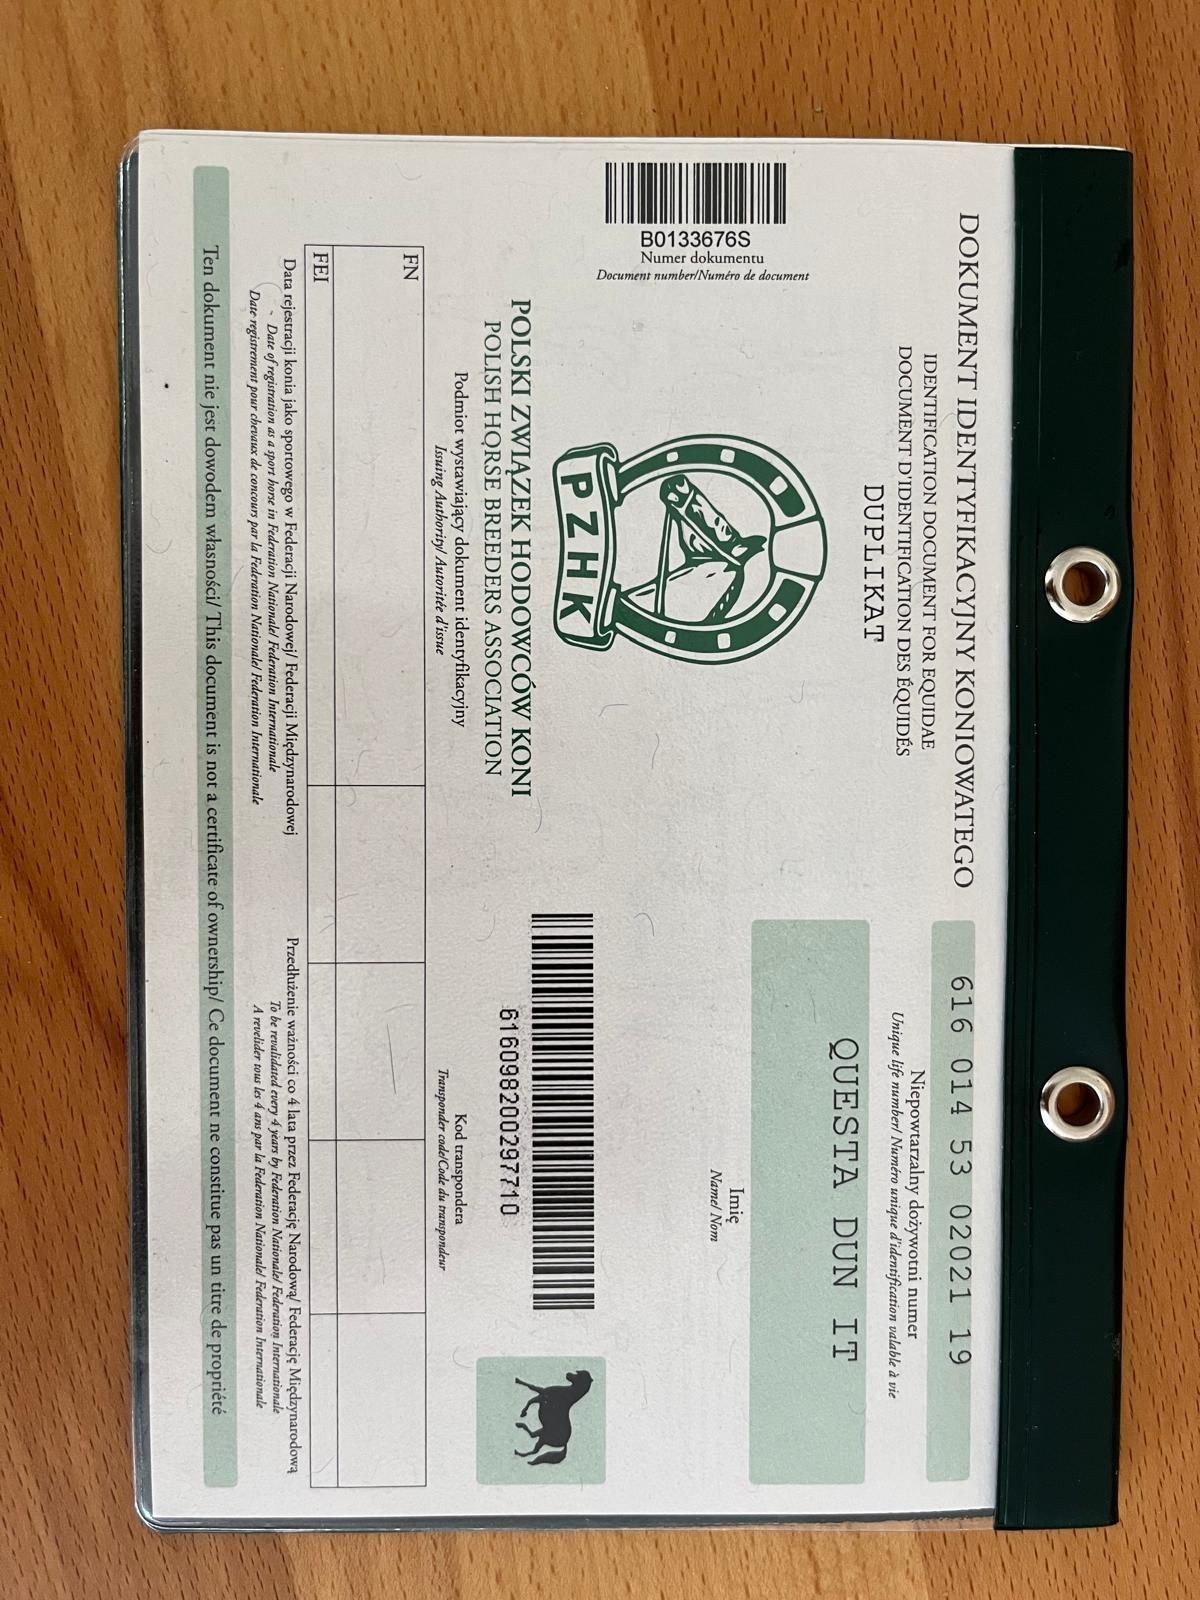 DOKUMENT IDENTYFIKACYJNY KONIOWATEGO
IDENTIFICATION DOCUMENT FOR EQUIDAE
DOCUMENT D'IDENTIFICATION DES ÉQUIDÉS
DUPLIKAT
616 014 53 02021 19
Niepowtarzalny dożywotni numer
Unique life number/ Numéro unique d'identification valable à vie
QUESTA DUN IT
Imię
Name/ Nom
B0133676S
Numer dokumentu
Document number/Numéro de document
PZHK
POLSKI ZWIĄZEK HODOWCÓW KONI
POLISH HORSE BREEDERS ASSOCIATION
Podmiot wystawiający dokument identyfikacyjny
Issuing Authority/ Autoritée d'issue
616098200297710
Kod transpondera
Transponder code/Code du transpondeur
FN
FEI
Data rejestracji konia jako sportowego w Federacji Narodowej/ Federacji Międzynarodowej
Date of registration as a sport horse in Federation Nationale/ Federation Internationale
Date registrement pour chevaux de concours par la Federation Nationale/ Federation Internationale
Przedłużenie ważności co 4 lata przez Federację Narodową/ Federację Międzynarodową
To be revalidated every 4 years by Federation Nationale/ Federation Internationale
A revelider tous les 4 ans par la Federation Nationale/ Federation Internationale
Ten dokument nie jest dowodem własności/ This document is not a certificate of ownership/ Ce document ne constitue pas un titre de propriété